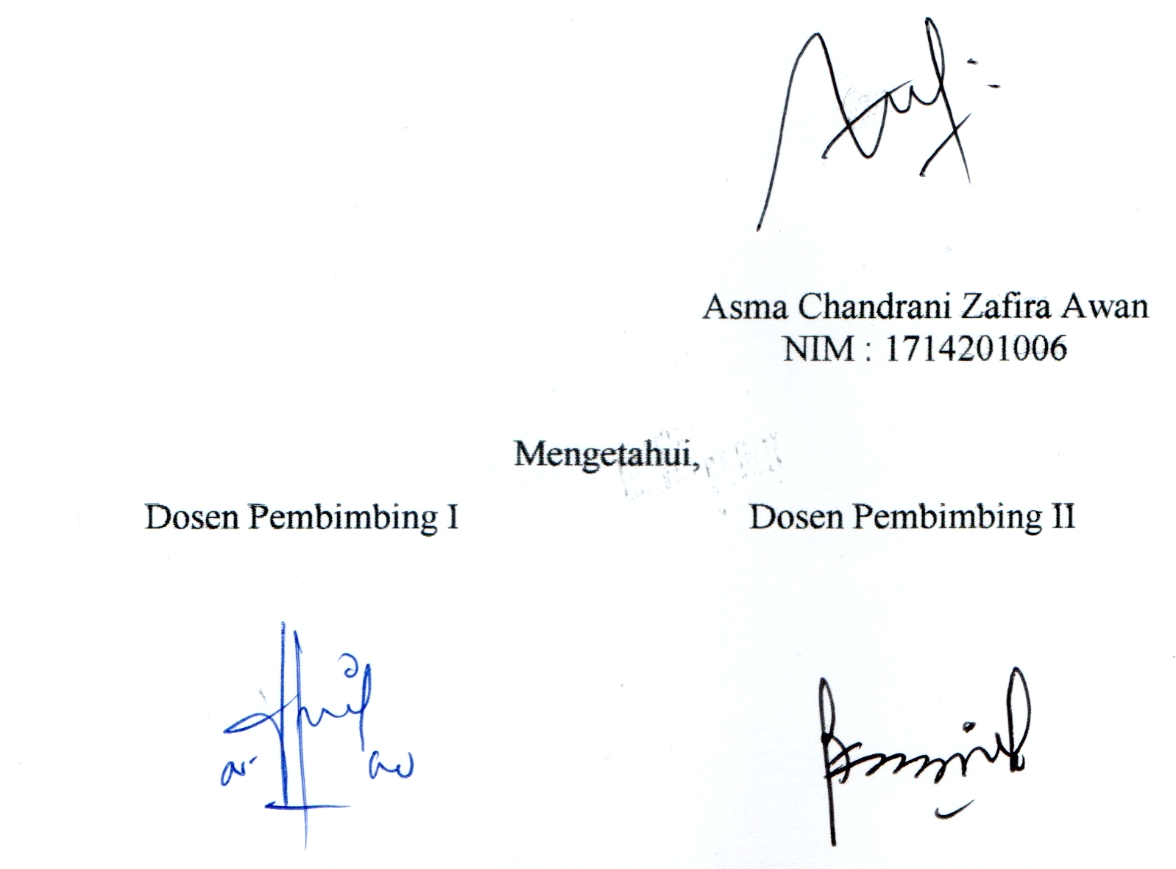 Asma Chandrani Zafira Awan
NIM : 1714201006
Mengetahui,
Dosen Pembimbing I
Dosen Pembimbing II